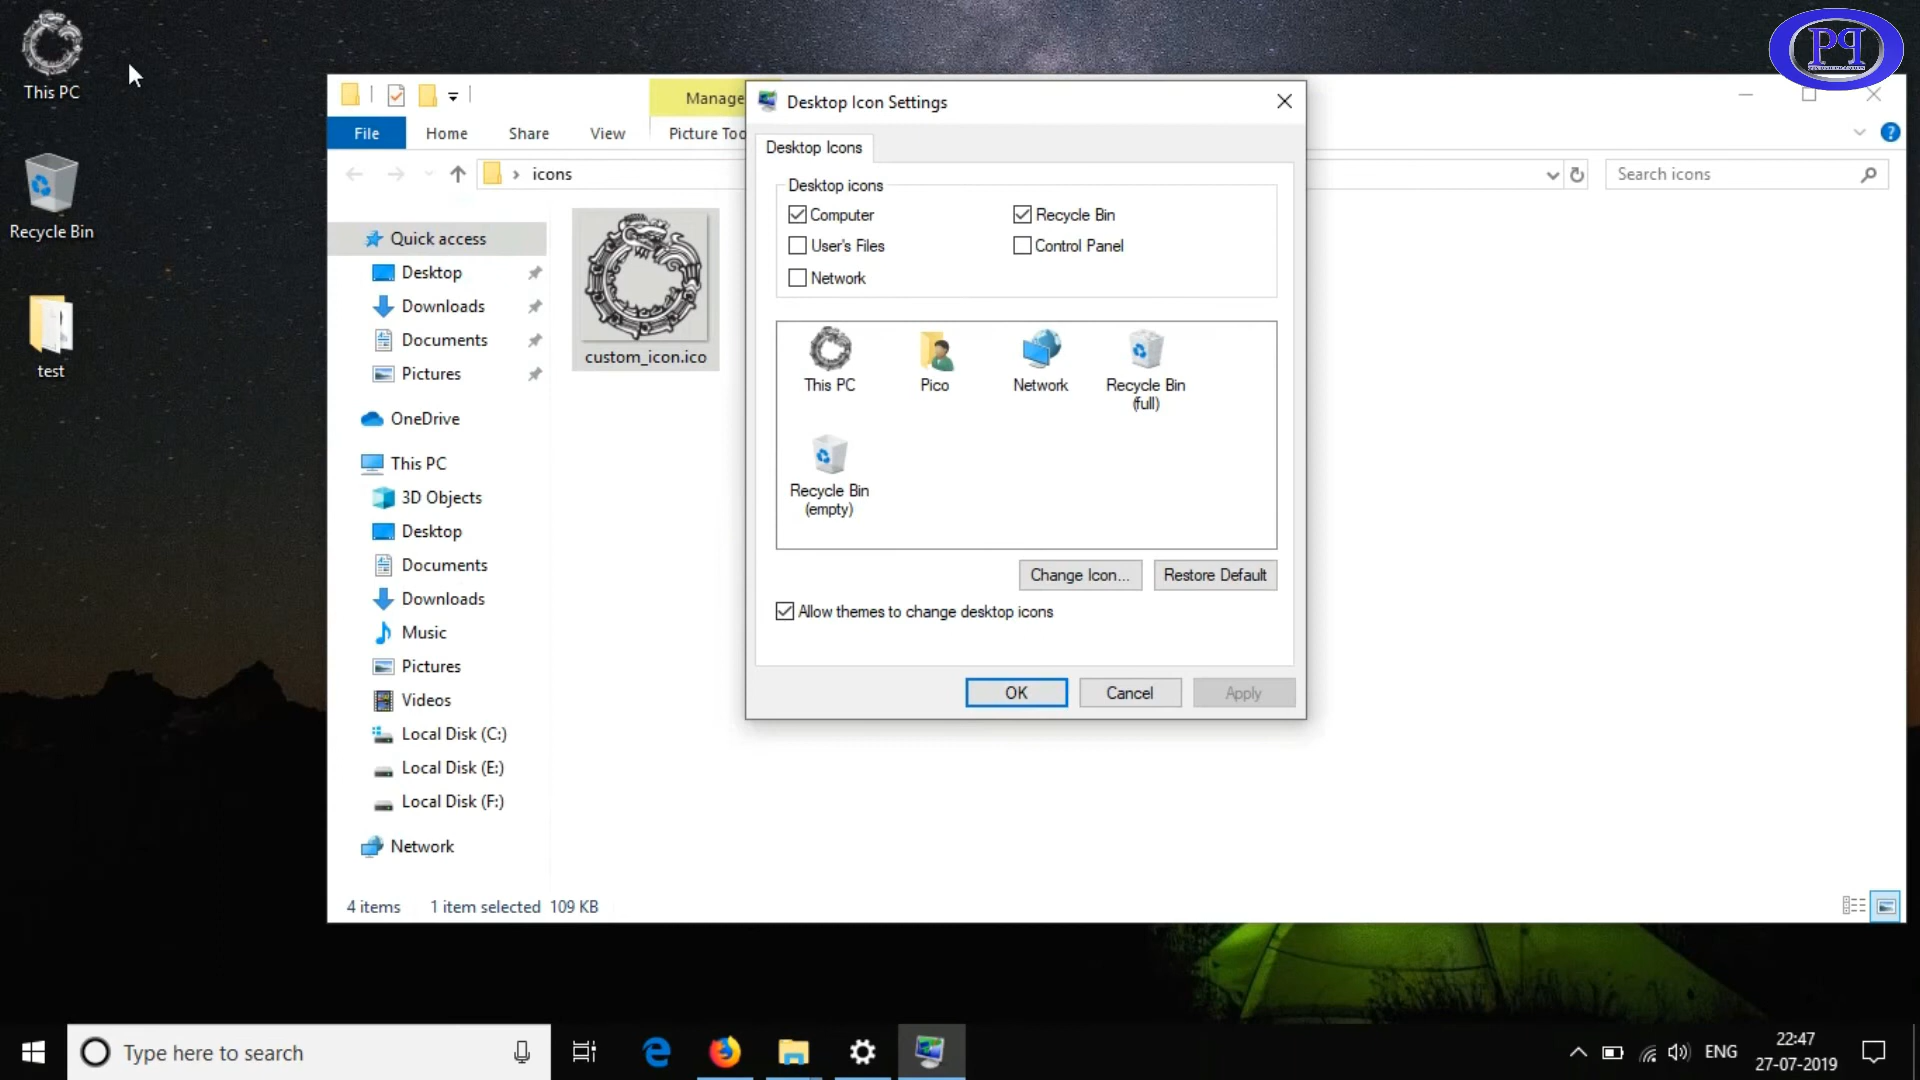 This PC
Recycle Bin
test
Manage
File
Home
Share
View
Picture Too
icons
Search icons
Quick access
Desktop
Downloads
Documents
Pictures
OneDrive
This PC
3D Objects
Desktop
Documents
Downloads
Music
Pictures
Videos
Local Disk (C:)
Local Disk (E:)
Local Disk (F:)
Network
custom_icon.ico
4 items
1 item selected
109 KB
Desktop Icon Settings
Desktop Icons
Desktop icons
Computer
Recycle Bin
User's Files
Control Panel
Network
This PC
Pico
Network
Recycle Bin
(full)
Recycle Bin
(empty)
Change Icon...
Restore Default
Allow themes to change desktop icons
OK
Cancel
Apply
Type here to search
ENG
22:47
27-07-2019